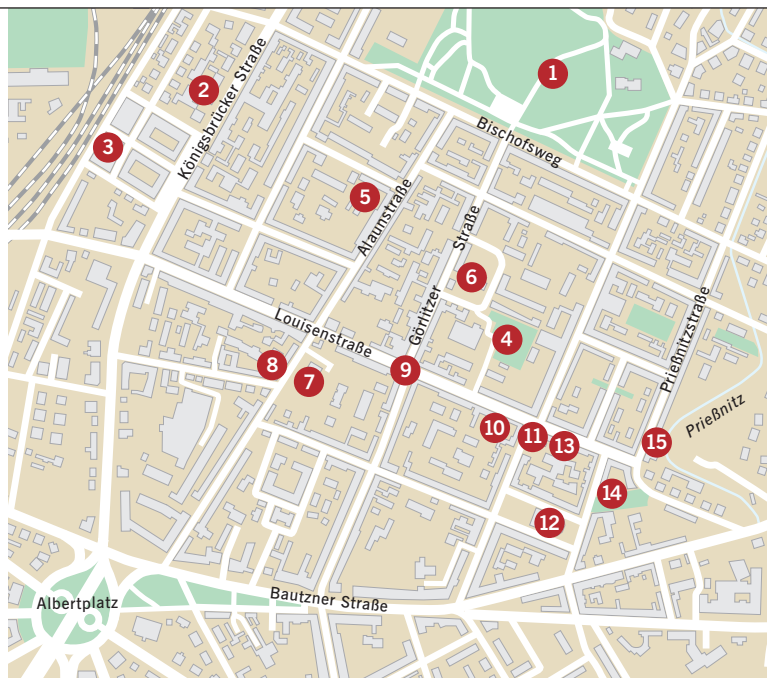 1
2
Königsbrücker Straße
3
Bischofsweg
5
Alaunstraße
Görlitzer Straße
6
Prießnitzstraße
Louisenstraße
4
8
7
9
Prießnitz
10
11
13
15
14
12
Albertplatz
Bautzner Straße